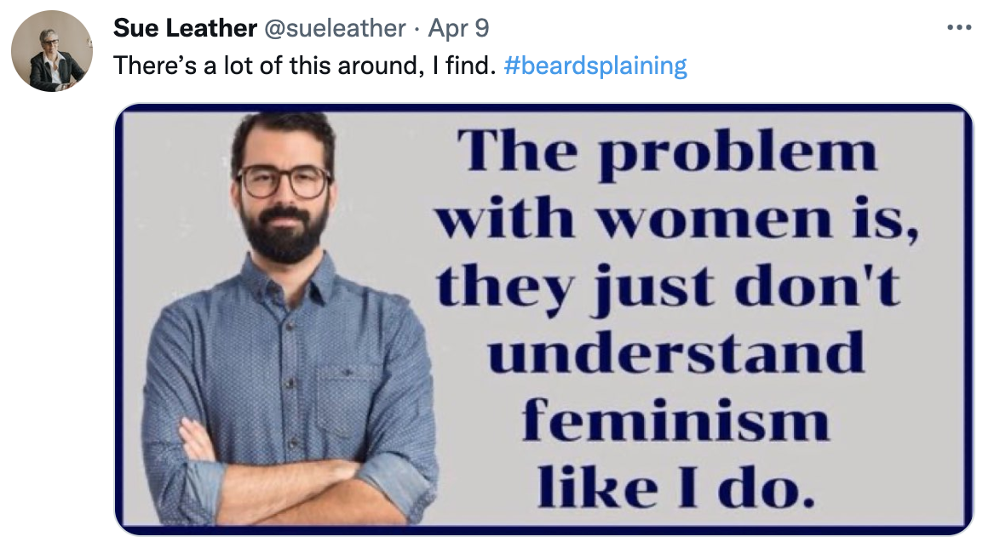 Sue Leather @sueleather · Apr 9
There’s a lot of this around, I find. #beardsplaining
The problem
with women is,
they just don't
understand
feminism
like I do.